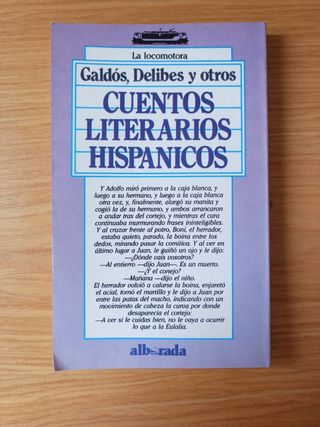 La locomotora
Galdós, Delibes y otros
CUENTOS
LITERARIOS
HISPANICOS
Y Adolfo miró primero a la caja blanca, y
luego a su hermano, y luego a la caja blanca
otra vez, y, finalmente, alargó su manita y
cogió la de su hermano, y ambos arrancaron
a andar tras del cortejo, y mientras el cura
continuaba murmurando frases ininteligibles.
Y al cruzar frente al potro, Boni, el herrador,
estaba quieto, parado, la boina entre los
dedos, mirando pasar la comitiva. Y al ver en
último lugar a Juan, le guiñó un ojo y le dijo:
—¿Dónde vais vosotros?
—Al entierro —dijo Juan—. Es un muerto.
—¿Y el conejo?
—Mañana —dijo el niño.
El herrador volvió a calarse la boina, enjaretó
el acial, tomó el martillo y le dijo a Juan por
entre las patas del macho, indicando con un
movimiento de cabeza la curva por donde
desaparecía el cortejo:
—A ver si le cuidas bien, no le vaya a ocurrir
lo que a la Eulalia.
alborada